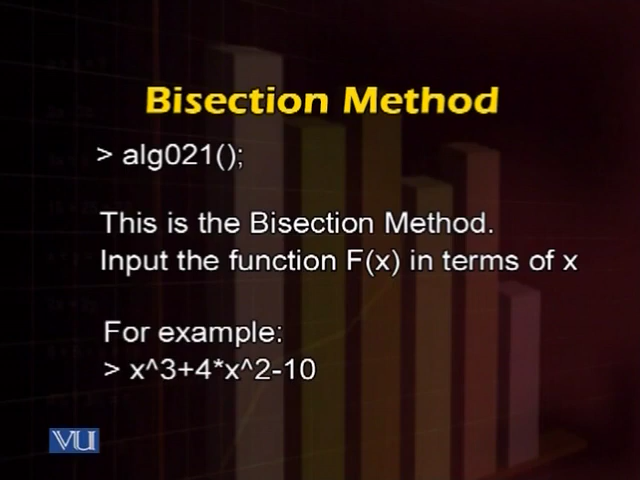 Bisection Method
> alg021();
This is the Bisection Method.
Input the function F(x) in terms of x
For example:
> x^3+4*x^2-10
VU